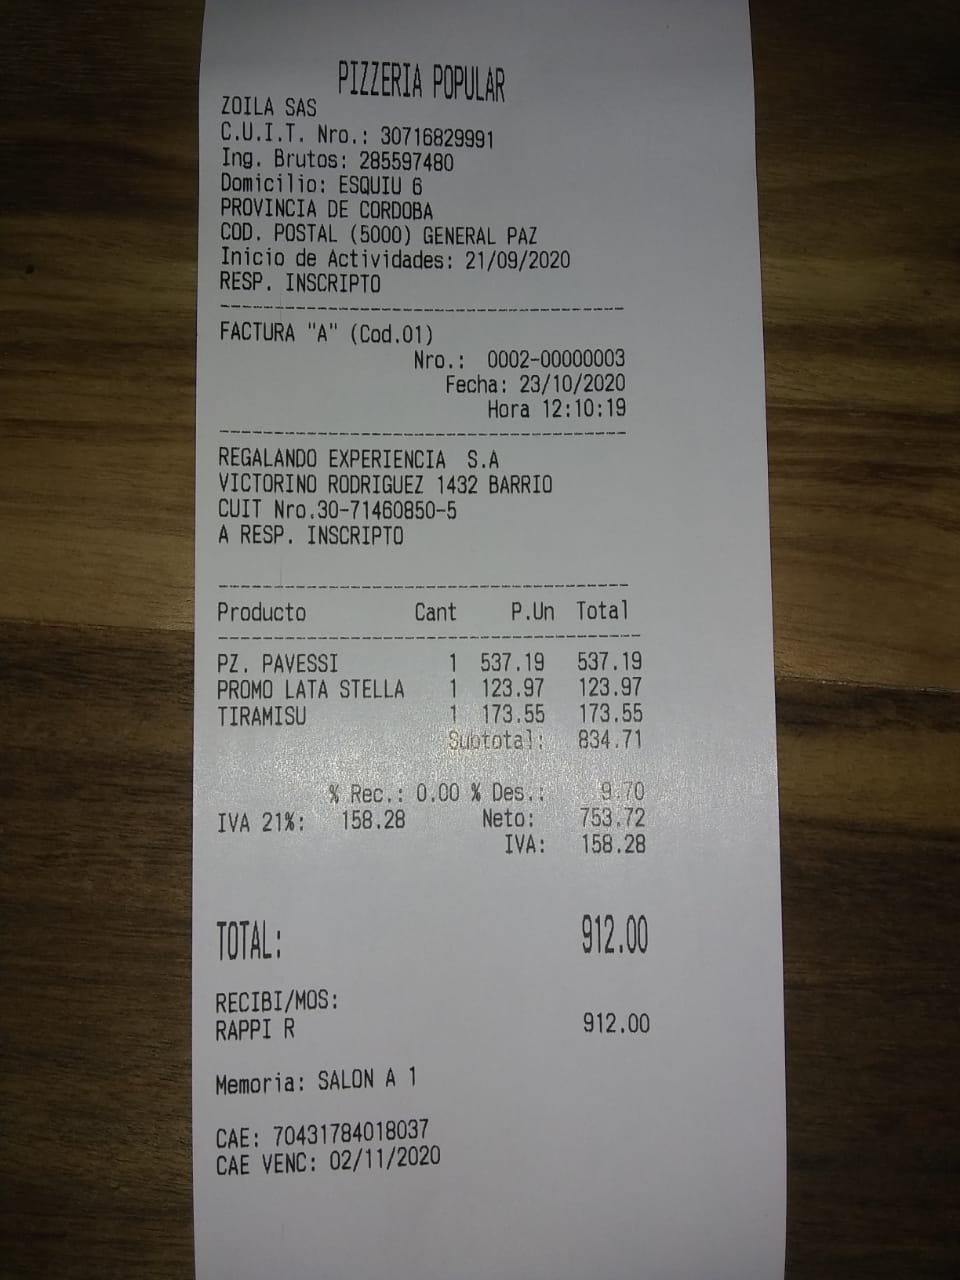 PIZZERIA POPULAR
ZOILA SAS
C.U.I.T. Nro.: 30716829991
Ing. Brutos: 285597480
Domicilio: ESQUIU 6
PROVINCIA DE CORDOBA
COD. POSTAL (5000) GENERAL PAZ
Inicio de Actividades: 21/09/2020
RESP. INSCRIPTO
FACTURA "A" (Cod.01)
Nro.: 0002-00000003
Fecha: 23/10/2020
Hora 12:10:19
REGALANDO EXPERIENCIA S.A
VICTORINO RODRIGUEZ 1432 BARRIO
CUIT Nro.30-71460850-5
A RESP. INSCRIPTO
Producto Cant P.Un Total
PZ. PAVESSI 1 537.19 537.19
PROMO LATA STELLA 1 123.97 123.97
TIRAMISU 1 173.55 173.55
Subtotal: 834.71
% Rec.: 0.00 % Des.: 9.70
IVA 21%: 158.28 Neto: 753.72
IVA: 158.28
TOTAL: 912.00
RECIBI/MOS:
RAPPI R 912.00
Memoria: SALON A 1
CAE: 70431784018037
CAE VENC: 02/11/2020